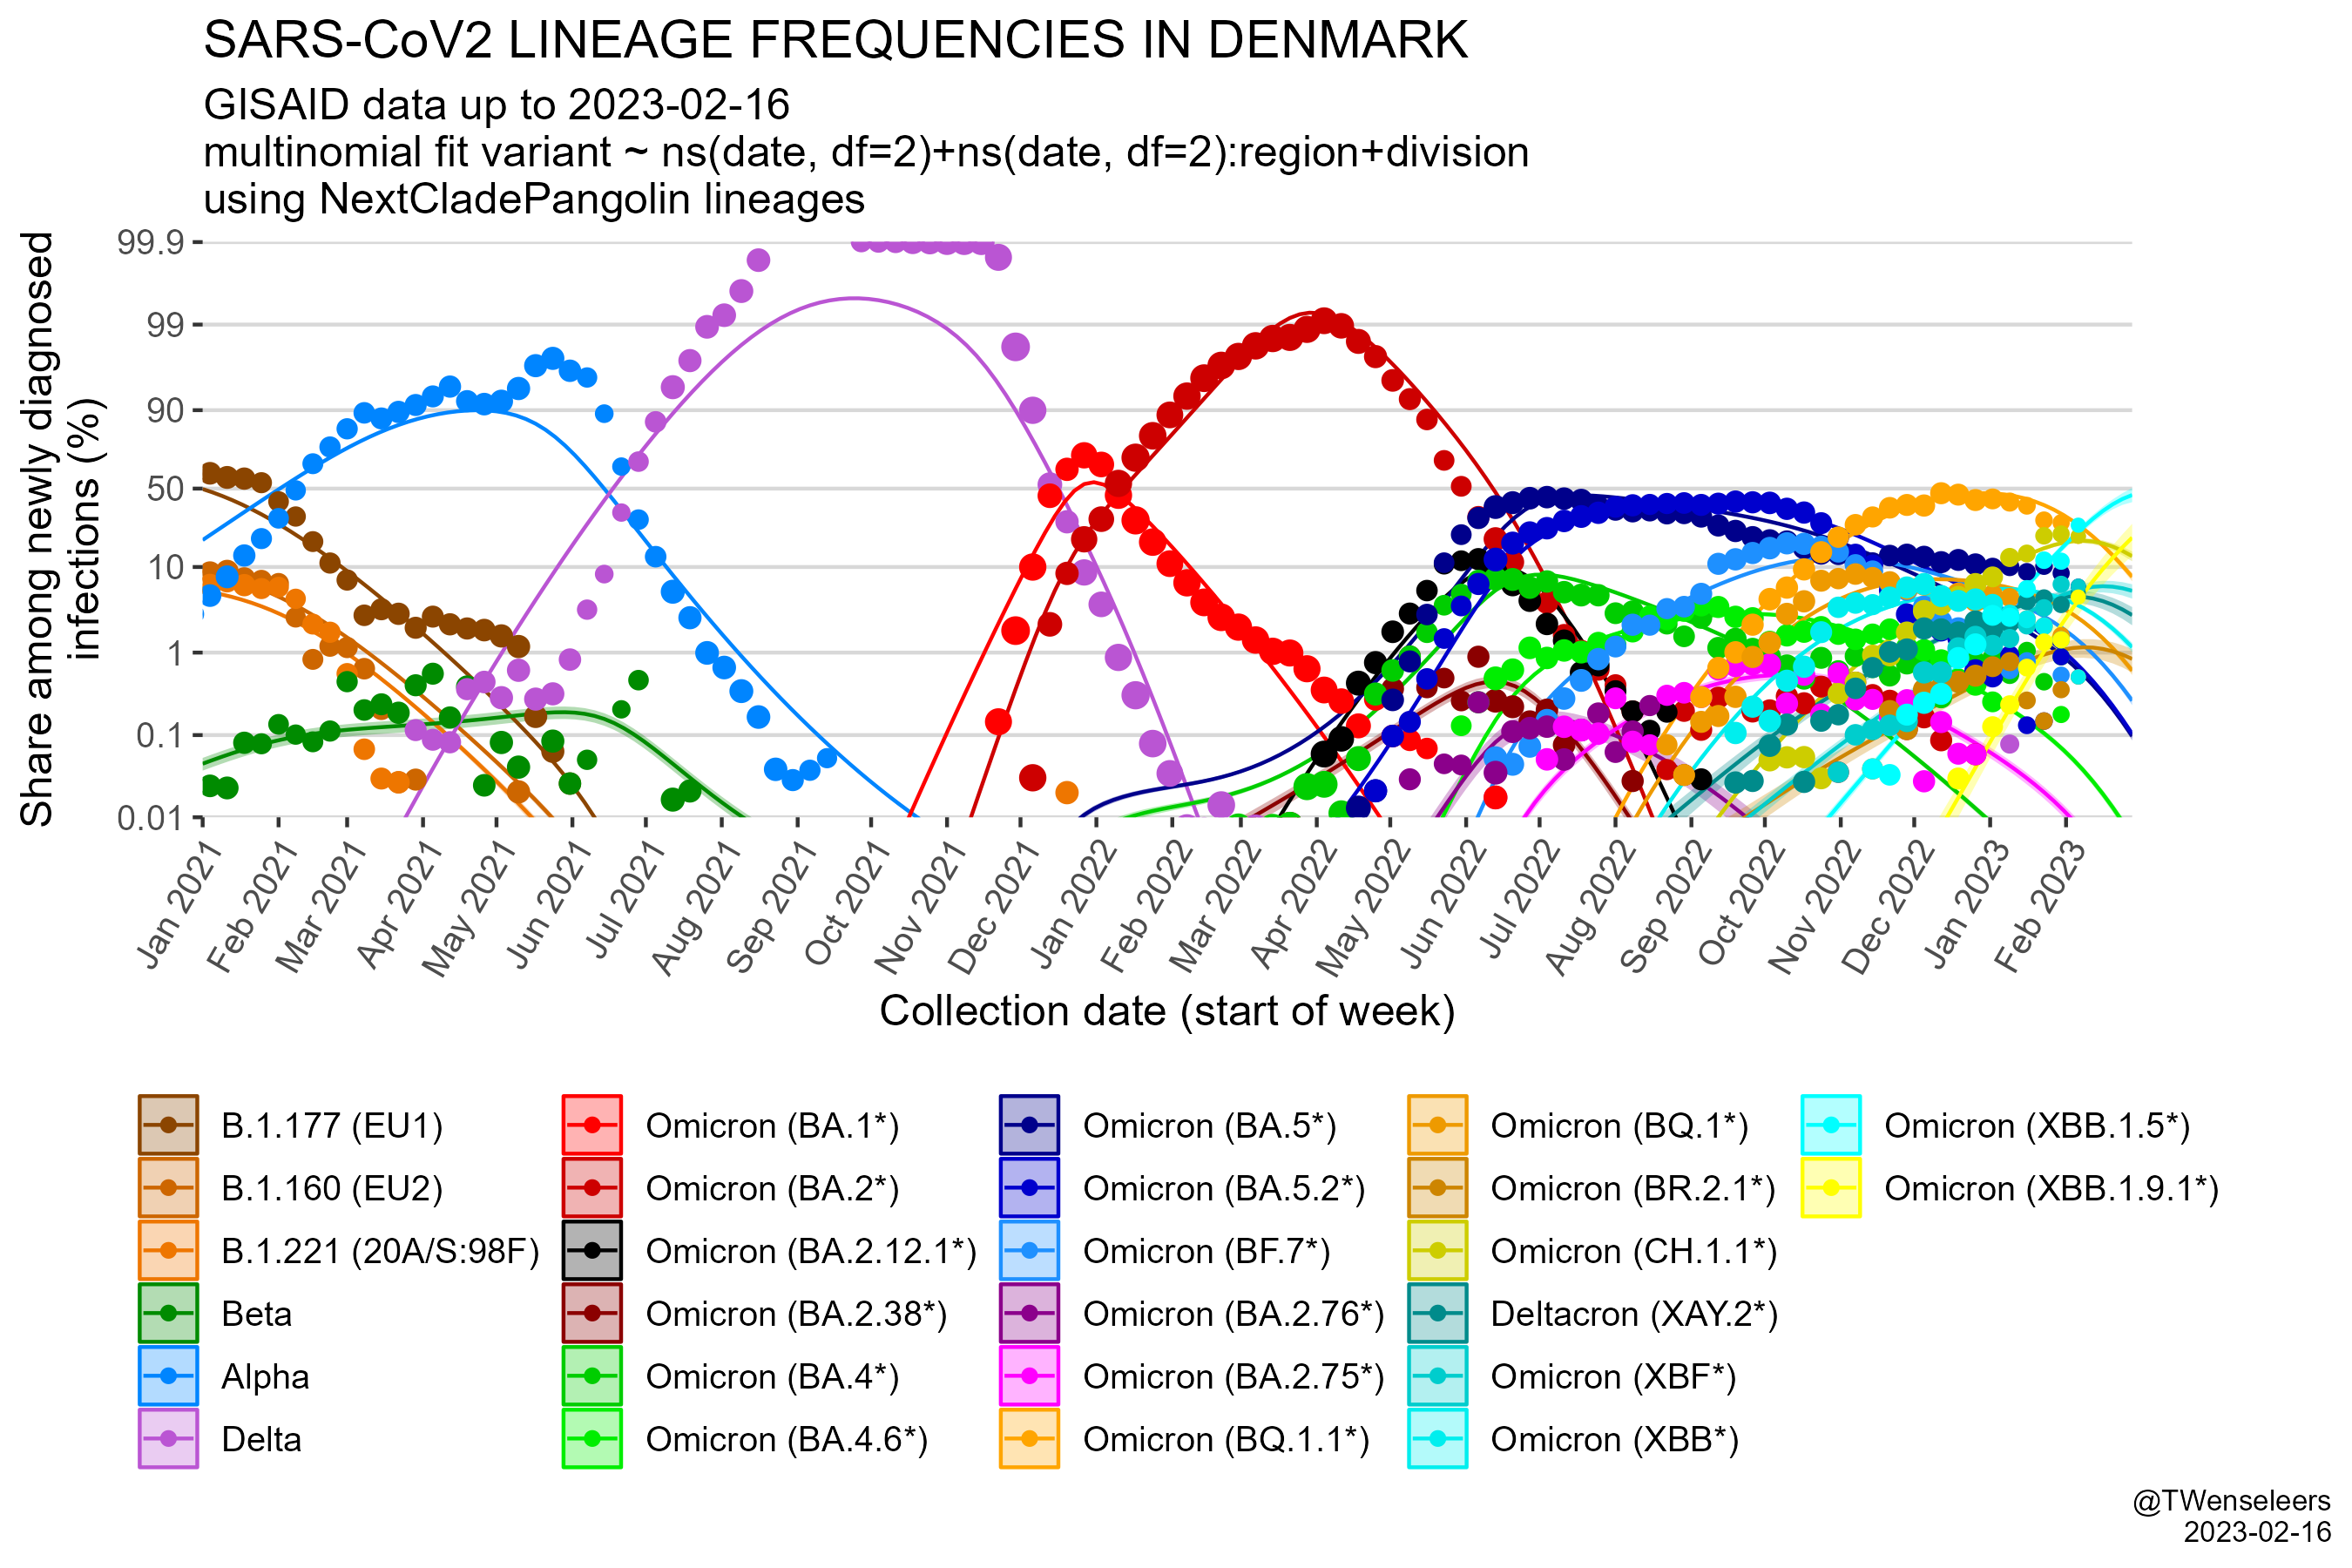 SARS-CoV2 LINEAGE FREQUENCIES IN DENMARK
GISAID data up to 2023-02-16
multinomial fit variant ~ ns(date, df=2)+ns(date, df=2):region+division
using NextCladePangolin lineages
Share among newly diagnosed
infections (%)
99.9
99
90
50
10
1
0.1
0.01
Jan 2021
Feb 2021
Mar 2021
Apr 2021
May 2021
Jun 2021
Jul 2021
Aug 2021
Sep 2021
Oct 2021
Nov 2021
Dec 2021
Jan 2022
Feb 2022
Mar 2022
Apr 2022
May 2022
Jun 2022
Jul 2022
Aug 2022
Sep 2022
Oct 2022
Nov 2022
Dec 2022
Jan 2023
Feb 2023
Collection date (start of week)
B.1.177 (EU1)
B.1.160 (EU2)
B.1.221 (20A/S:98F)
Beta
Alpha
Delta
Omicron (BA.1*)
Omicron (BA.2*)
Omicron (BA.2.12.1*)
Omicron (BA.2.38*)
Omicron (BA.4*)
Omicron (BA.4.6*)
Omicron (BA.5*)
Omicron (BA.5.2*)
Omicron (BF.7*)
Omicron (BA.2.76*)
Omicron (BA.2.75*)
Omicron (BQ.1.1*)
Omicron (BQ.1*)
Omicron (BR.2.1*)
Omicron (CH.1.1*)
Deltacron (XAY.2*)
Omicron (XBF*)
Omicron (XBB*)
Omicron (XBB.1.5*)
Omicron (XBB.1.9.1*)
@TWenseleers
2023-02-16